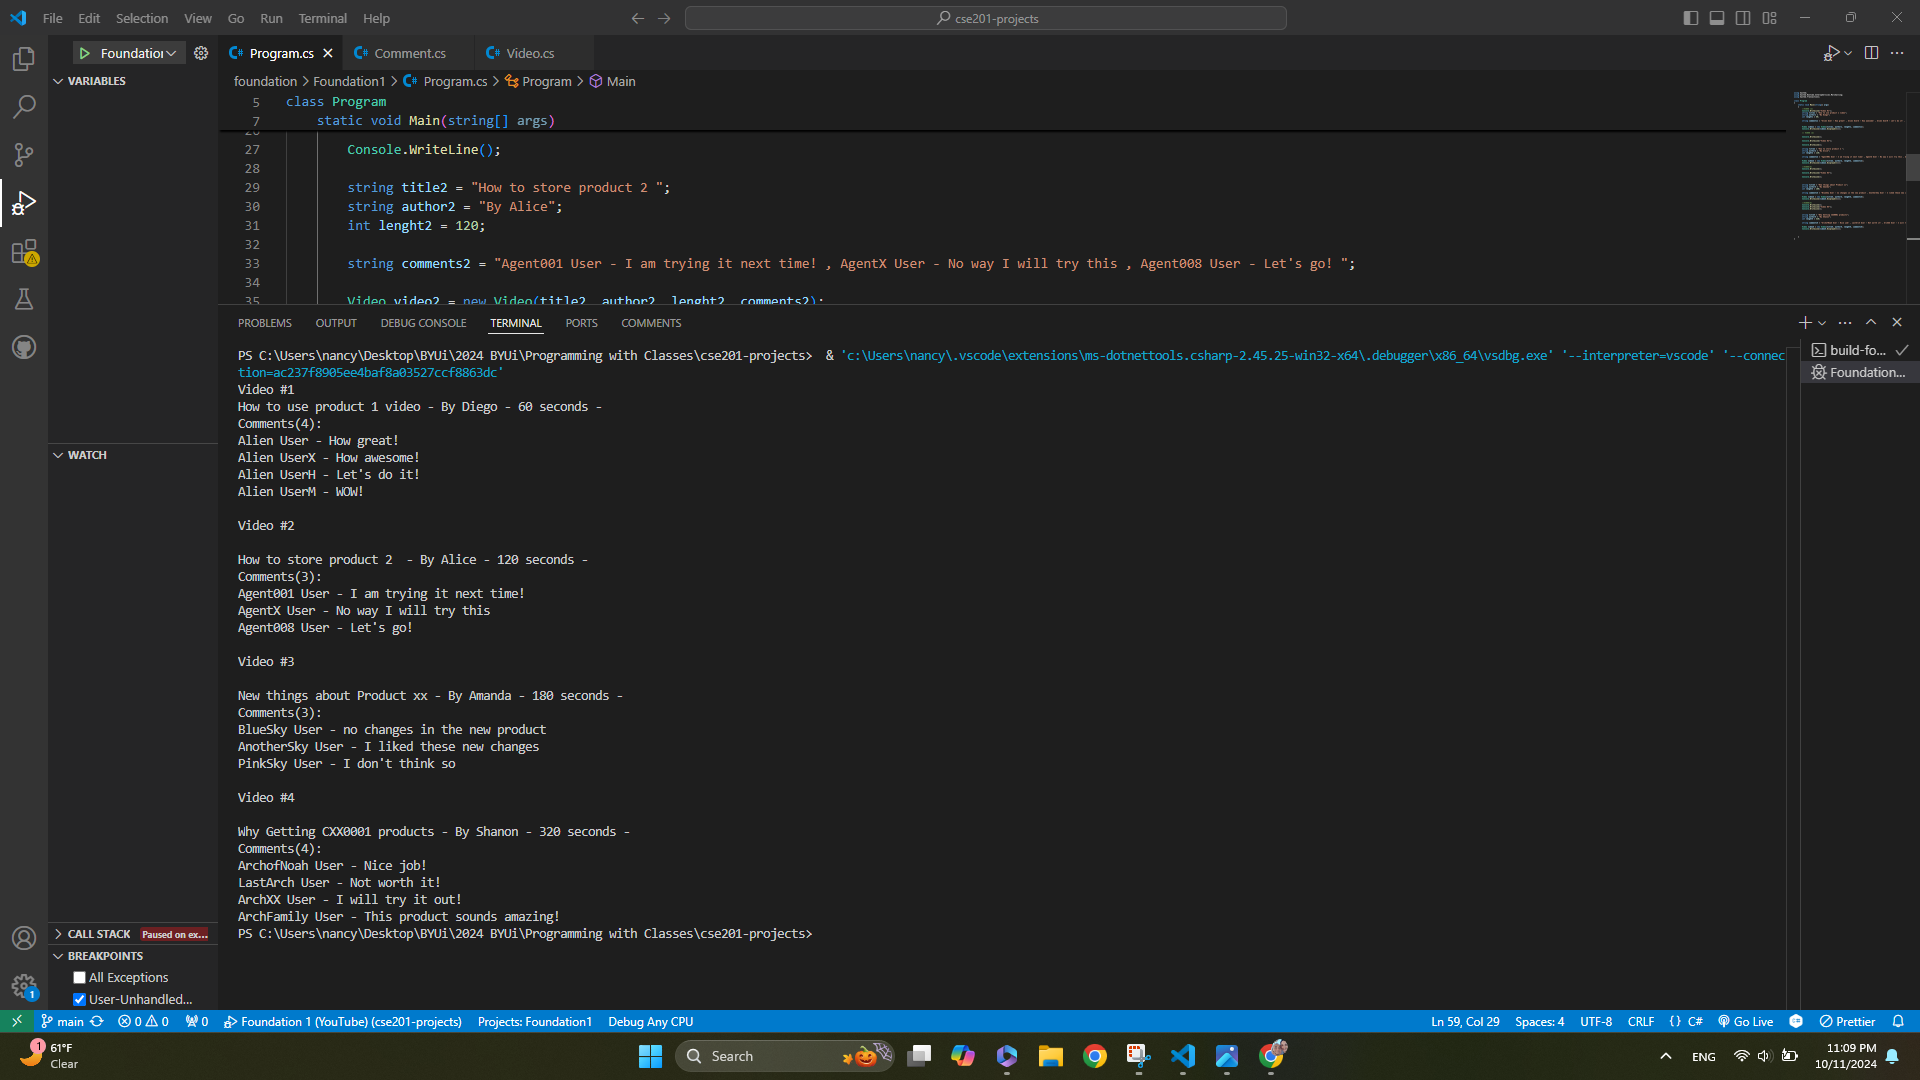 File Edit Selection View Go Run Terminal Help
cse201-projects
Foundatioı
Program.cs
Comment.cs
Video.cs
foundation > Foundation1 > Program.cs > Program > Main
VARIABLES
5 class Program
7 static void Main(string[] args)
27 Console.WriteLine();
28
29 string title2 = "How to store product 2 ";
30 string author2 = "By Alice";
31 int lenght2 = 120;
32
33 string comments2 = "Agent001 User - I am trying it next time! , AgentX User - No way I will try this , Agent008 User - Let's go! ";
34
35 Video video2 = new Video(title2, author2, lenght2, comments2);
PROBLEMS OUTPUT DEBUG CONSOLE TERMINAL PORTS COMMENTS
PS C:\Users\nancy\Desktop\BYUi\2024 BYUi\Programming with Classes\cse201-projects> & 'c:\Users\nancy\.vscode\extensions\ms-dotnettools.csharp-2.45.25-win32-x64\.debugger\x86_64\vsdbg.exe' '--interpreter=vscode' '--connec
tion=ac237f8905ee4baf8a03527ccf8863dc'
Video #1
How to use product 1 video - By Diego - 60 seconds -
Comments(4):
Alien User - How great!
Alien UserX - How awesome!
Alien UserH - Let's do it!
Alien UserM - WOW!
Video #2
How to store product 2  - By Alice - 120 seconds -
Comments(3):
Agent001 User - I am trying it next time!
AgentX User - No way I will try this
Agent008 User - Let's go!
Video #3
New things about Product xx - By Amanda - 180 seconds -
Comments(3):
BlueSky User - no changes in the new product
AnotherSky User - I liked these new changes
PinkSky User - I don't think so
Video #4
Why Getting CXX0001 products - By Shanon - 320 seconds -
Comments(4):
ArchofNoah User - Nice job!
LastArch User - Not worth it!
ArchXX User - I will try it out!
ArchFamily User - This product sounds amazing!
PS C:\Users\nancy\Desktop\BYUi\2024 BYUi\Programming with Classes\cse201-projects>
build-fo...
Foundation...
WATCH
CALL STACK Paused on ex...
BREAKPOINTS
All Exceptions
User-Unhandled...
1
main 0 0 0 Foundation 1 (YouTube) (cse201-projects) Projects: Foundation1 Debug Any CPU
Ln 59, Col 29 Spaces: 4 UTF-8 CRLF {} C# Go Live Prettier
1
61°F
Clear
Search
ENG
11:09 PM
10/11/2024